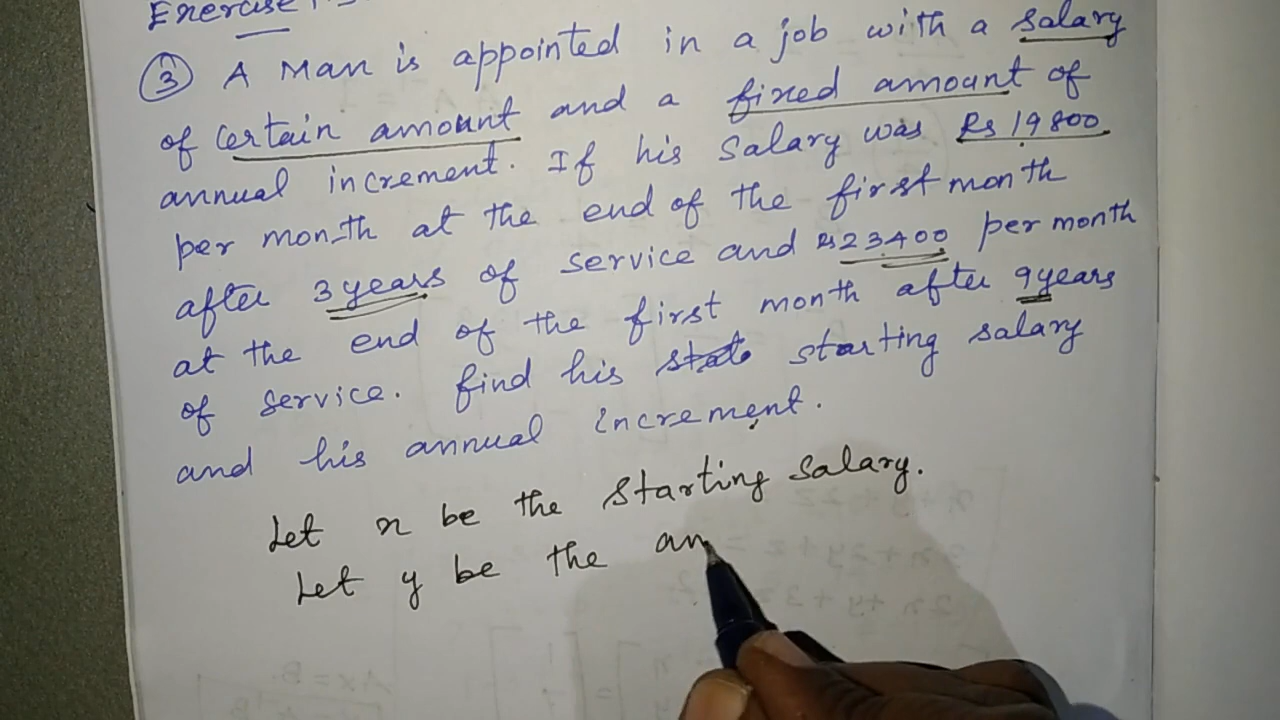 Exercise 1.3
③ A Man is appointed in a job with a salary
of certain amount and a fixed amount of
annual increment. If his salary was Rs 19800
per month at the end of the first month
after 3 years of service and Rs 23400 per month
at the end of the first month after 9 years
of service. find his starting salary
and his annual increment.
Let x be the Starting Salary.
Let y be the an